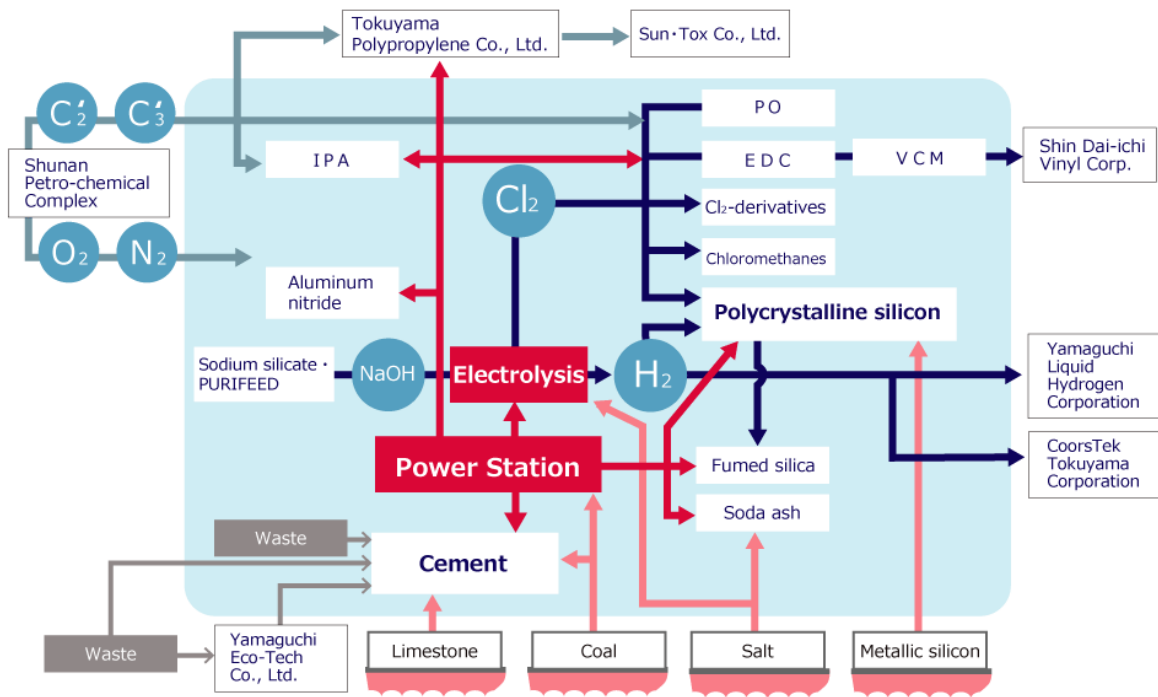 Tokuyama
Polypropylene Co., Ltd.
Sun・Tox Co., Ltd.
C′2
C′3
PO
Shunan
Petro-chemical
Complex
IPA
EDC
VCM
Shin Dai-ichi
Vinyl Corp.
Cl2
Cl2-derivatives
O2
N2
Chloromethanes
Aluminum
nitride
Polycrystalline silicon
Sodium silicate・
PURIFEED
NaOH
Electrolysis
H2
Yamaguchi
Liquid
Hydrogen
Corporation
Power Station
Fumed silica
CoorsTek
Tokuyama
Corporation
Soda ash
Waste
Cement
Waste
Yamaguchi
Eco-Tech
Co., Ltd.
Limestone
Coal
Salt
Metallic silicon